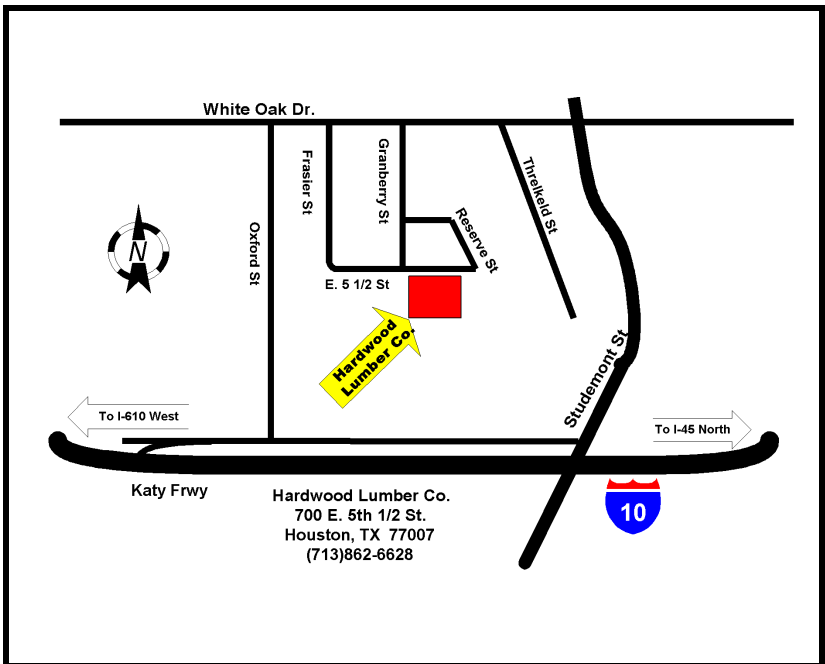 White Oak Dr.
Frasier St
Granberry St
Threlkeld St
Reserve St
Oxford St
N
E. 5 1/2 St
Hardwood
Lumber Co.
Studemont St
To I-610 West
To I-45 North
Katy Frwy
Hardwood Lumber Co.
700 E. 5th 1/2 St.
Houston, TX  77007
(713)862-6628
10